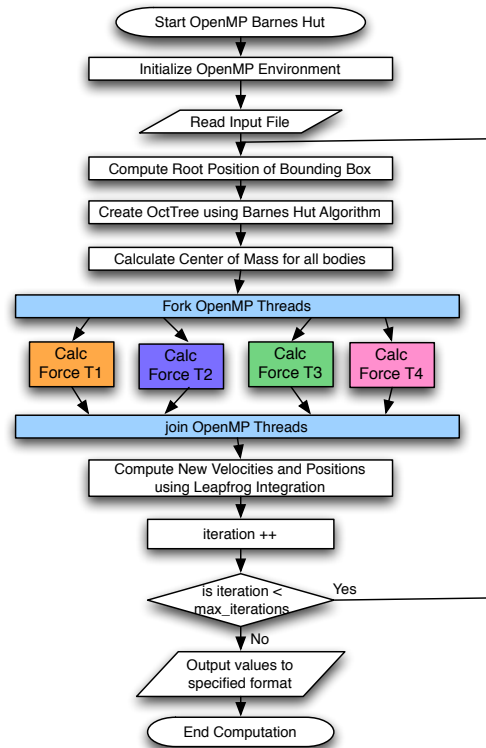 Start OpenMP Barnes Hut
Initialize OpenMP Environment
Read Input File
Compute Root Position of Bounding Box
Create OctTree using Barnes Hut Algorithm
Calculate Center of Mass for all bodies
Fork OpenMP Threads
Calc
Force T1
Calc
Force T2
Calc
Force T3
Calc
Force T4
join OpenMP Threads
Compute New Velocities and Positions
using Leapfrog Integration
iteration ++
is iteration <
max_iterations
Yes
No
Output values to
specified format
End Computation